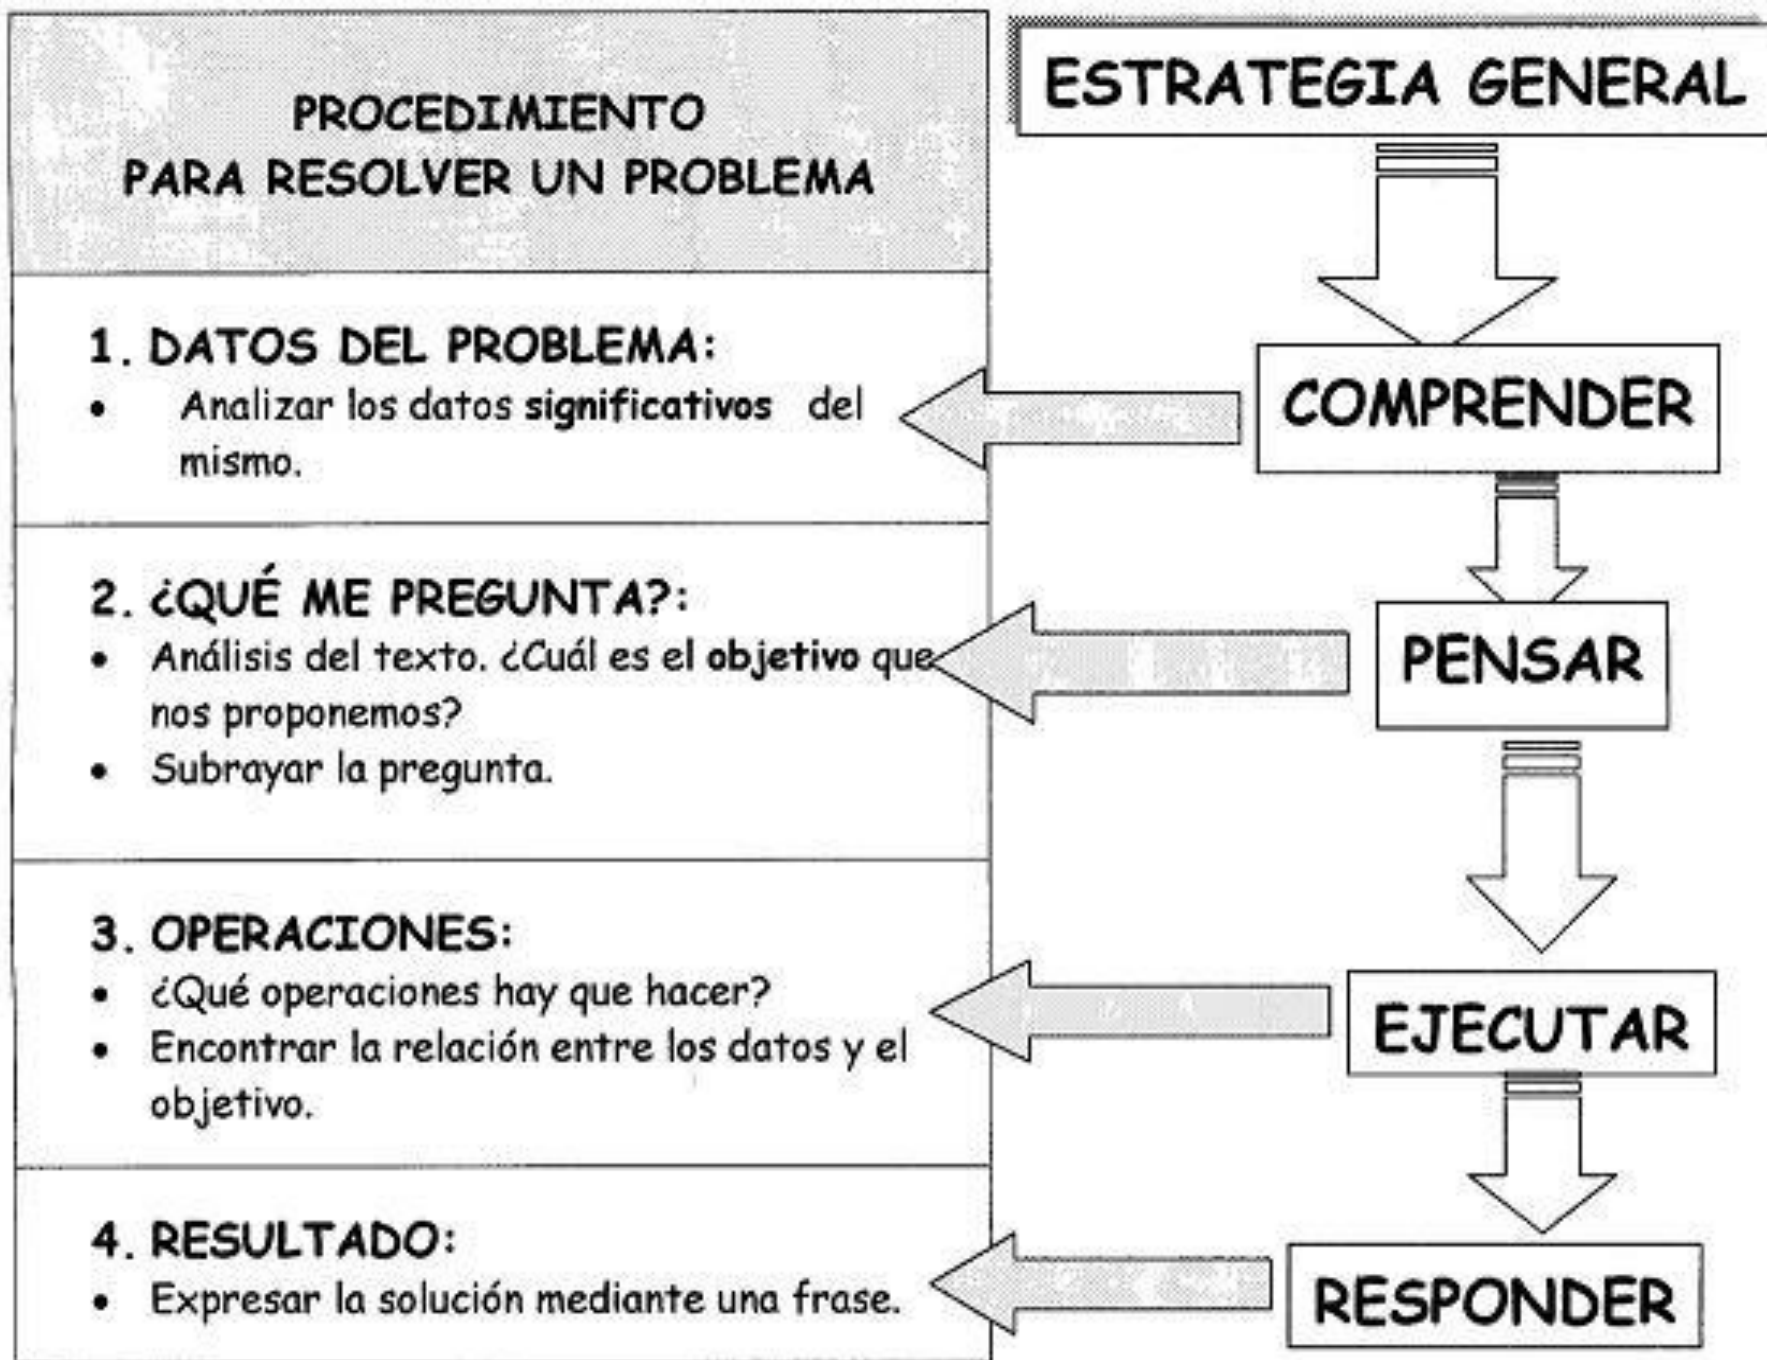 PROCEDIMIENTO
PARA RESOLVER UN PROBLEMA
1. DATOS DEL PROBLEMA:
• Analizar los datos significativos del
mismo.
2. ¿QUÉ ME PREGUNTA?:
• Análisis del texto. ¿Cuál es el objetivo que
nos proponemos?
• Subrayar la pregunta.
3. OPERACIONES:
• ¿Qué operaciones hay que hacer?
• Encontrar la relación entre los datos y el
objetivo.
4. RESULTADO:
• Expresar la solución mediante una frase.
ESTRATEGIA GENERAL
COMPRENDER
PENSAR
EJECUTAR
RESPONDER